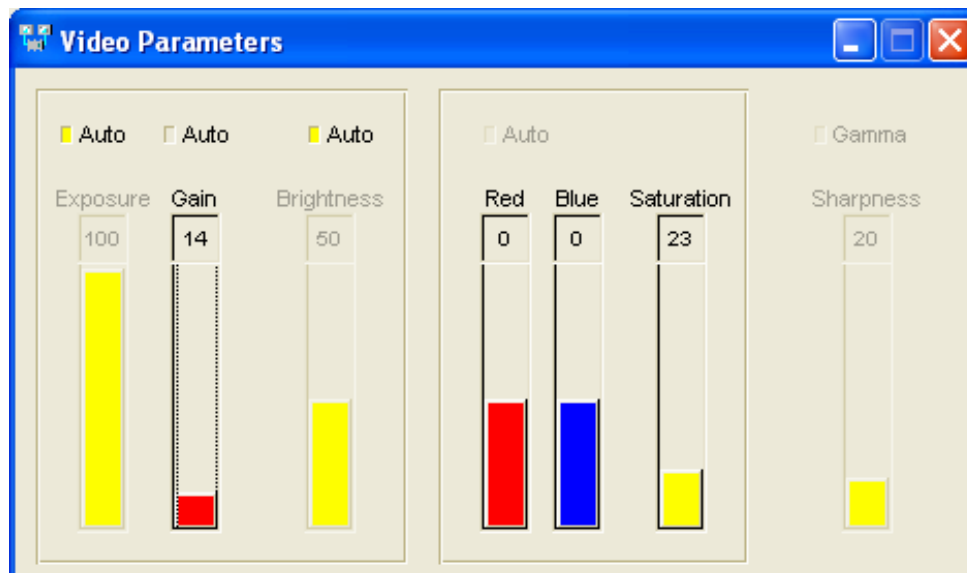 Video Parameters
Auto Auto Auto Auto Gamma
Exposure Gain Brightness Red Blue Saturation Sharpness
100 14 50 0 0 23 20